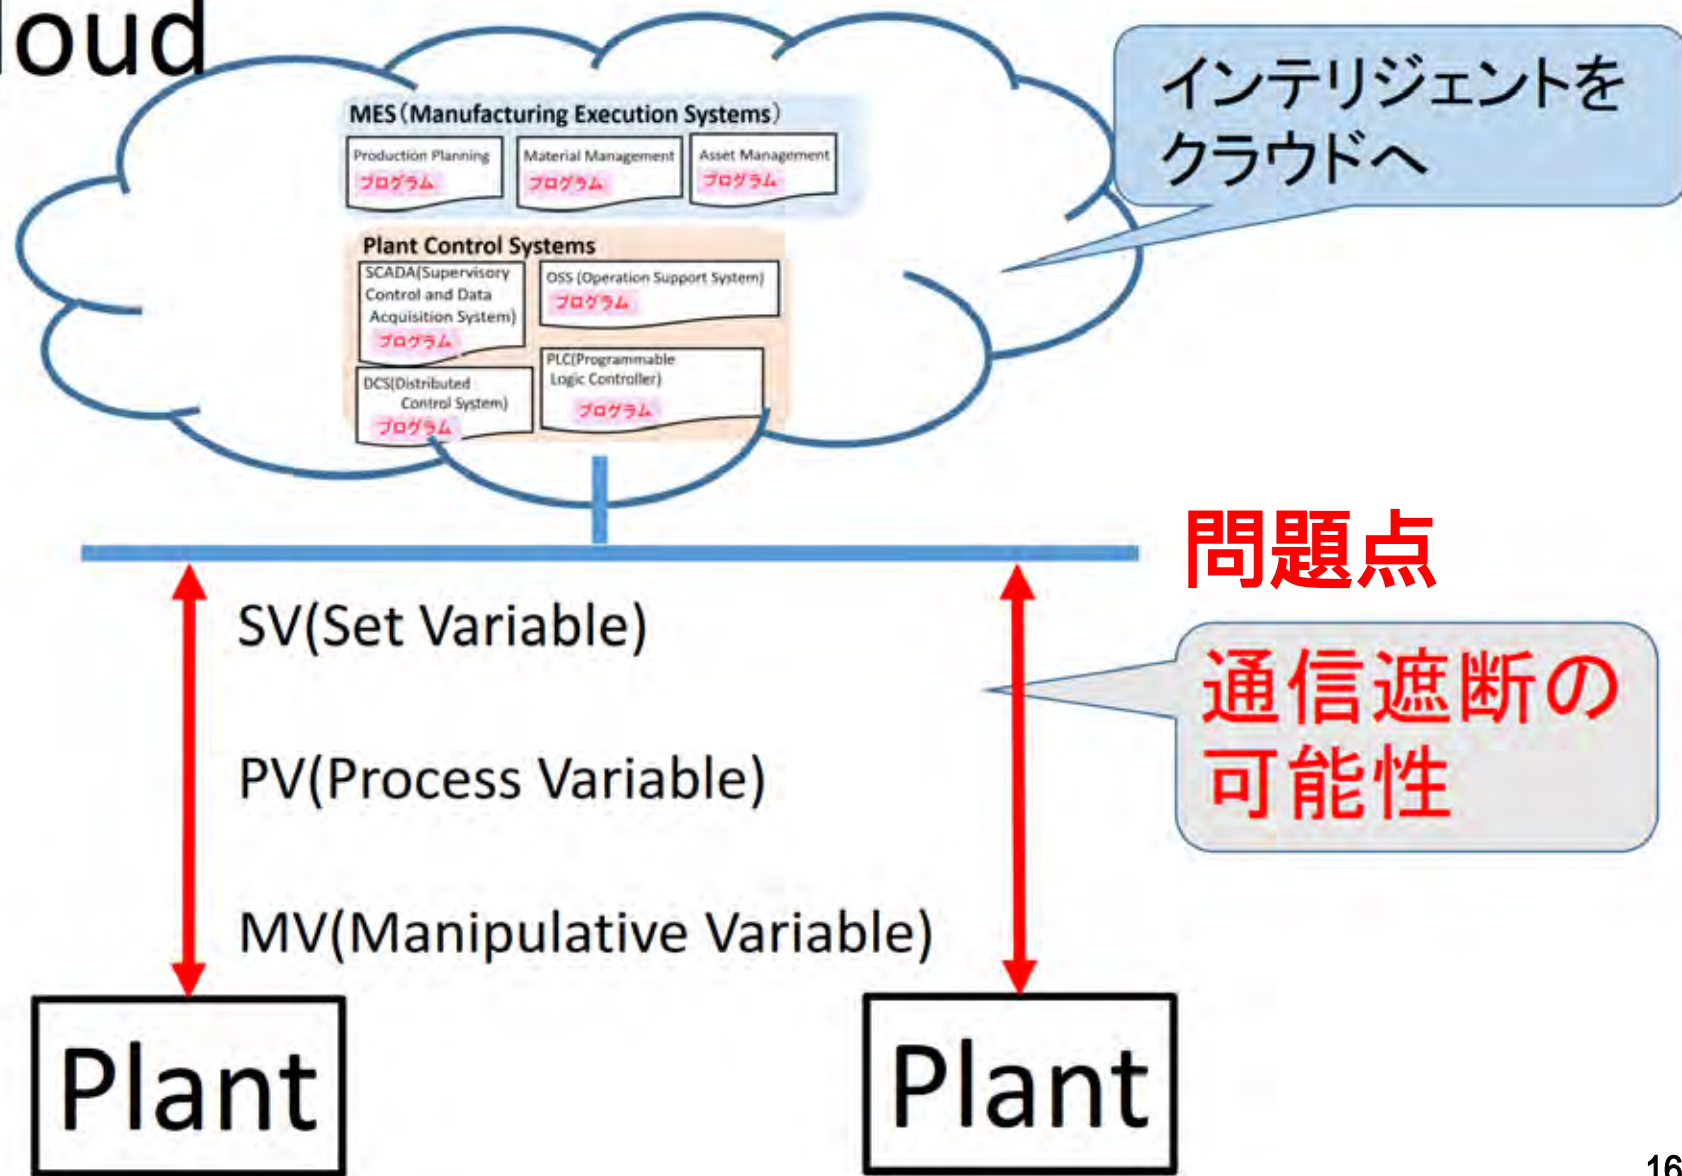 loud
インテリジェントを
クラウドへ
MES（Manufacturing Execution Systems）
Production Planning
プログラム
Material Management
プログラム
Asset Management
プログラム
Plant Control Systems
SCADA(Supervisory
Control and Data
Acquisition System)
プログラム
OSS (Operation Support System)
プログラム
DCS(Distributed
Control System)
プログラム
PLC(Programmable
Logic Controller)
プログラム
問題点
通信遮断の
可能性
SV(Set Variable)
PV(Process Variable)
MV(Manipulative Variable)
Plant
Plant
16